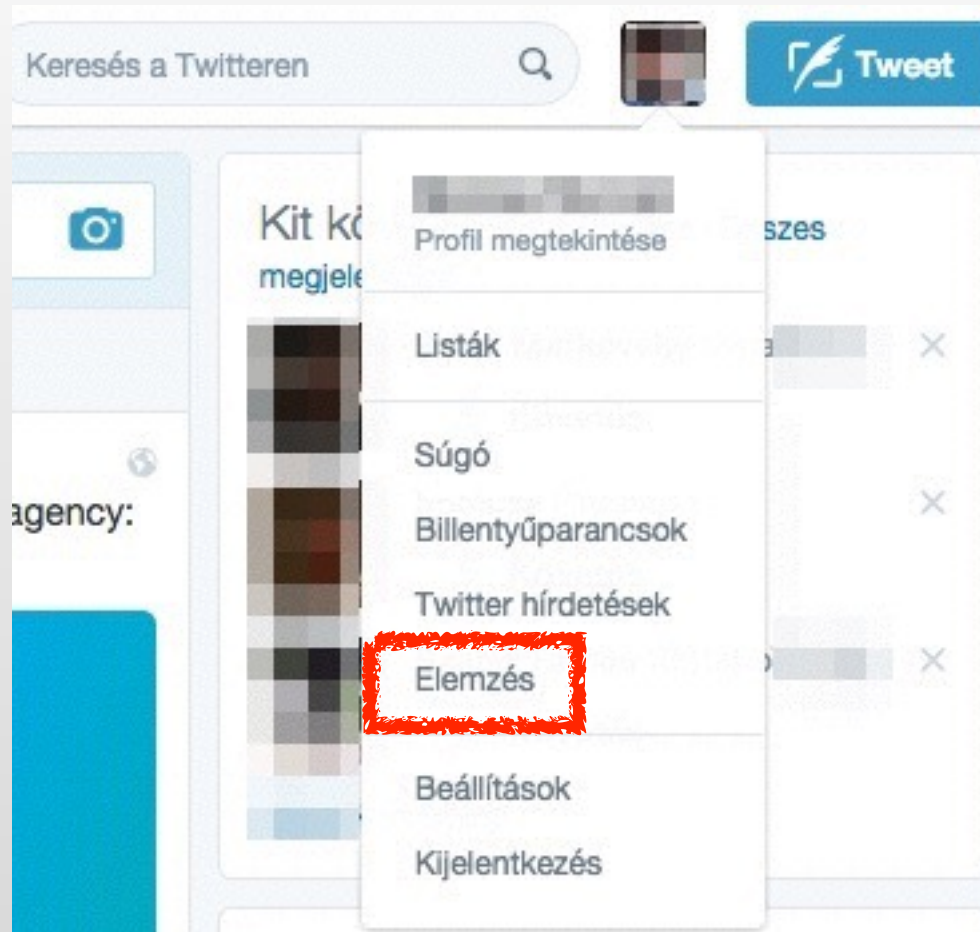 Keresés a Twitteren
Tweet
Kit kö
szes
megjele
Profil megtekintése
Listák
Súgó
agency:
Billentyűparancsok
Twitter hírdetések
Elemzés
Beállítások
Kijelentkezés